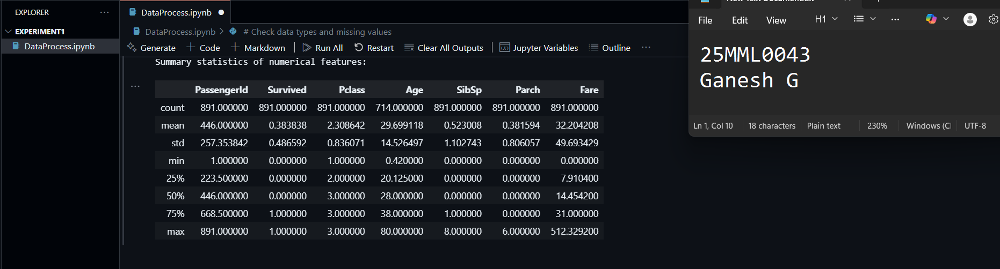 EXPLORER
EXPERIMENT1
DataProcess.ipynb
DataProcess.ipynb
DataProcess.ipynb > # Check data types and missing values
Generate + Code + Markdown | Run All Restart Clear All Outputs | Jupyter Variables Outline ...
Summary statistics of numerical features:
PassengerId Survived Pclass Age SibSp Parch Fare
count 891.000000 891.000000 891.000000 714.000000 891.000000 891.000000 891.000000
mean 446.000000 0.383838 2.308642 29.699118 0.523008 0.381594 32.204208
std 257.353842 0.486592 0.836071 14.526497 1.102743 0.806057 49.693429
min 1.000000 0.000000 1.000000 0.420000 0.000000 0.000000 0.000000
25% 223.500000 0.000000 2.000000 20.125000 0.000000 0.000000 7.910400
50% 446.000000 0.000000 3.000000 28.000000 0.000000 0.000000 14.454200
75% 668.500000 1.000000 3.000000 38.000000 1.000000 0.000000 31.000000
max 891.000000 1.000000 3.000000 80.000000 8.000000 6.000000 512.329200
New Text Document.txt
File Edit View H1
25MML0043
Ganesh G
Ln 1, Col 10 18 characters Plain text 230% Windows (Cl UTF-8